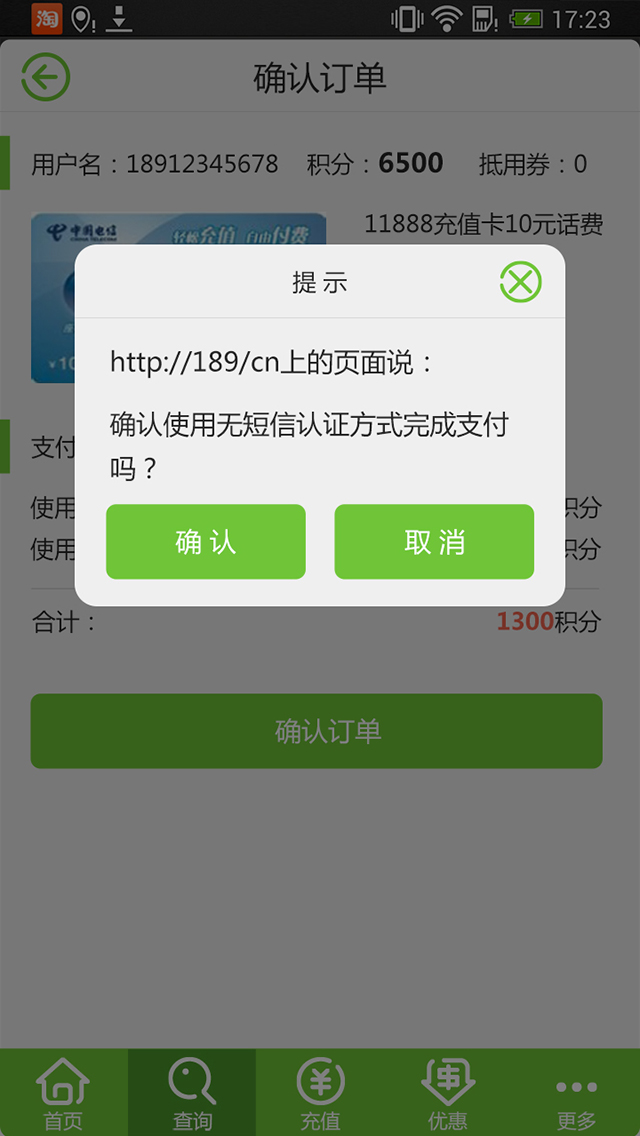 淘
17:23
确认订单
用户名：18912345678 积分：6500 抵用券：0
中国电信
CHINA TELECOM
轻松充值 自由付费
11888充值卡10元话费
提示
http://189/cn上的页面说：
确认使用无短信认证方式完成支付
吗？
确认 取消
支付
使用 积分
使用 积分
合计： 1300积分
确认订单
首页 查询 充值 优惠 更多